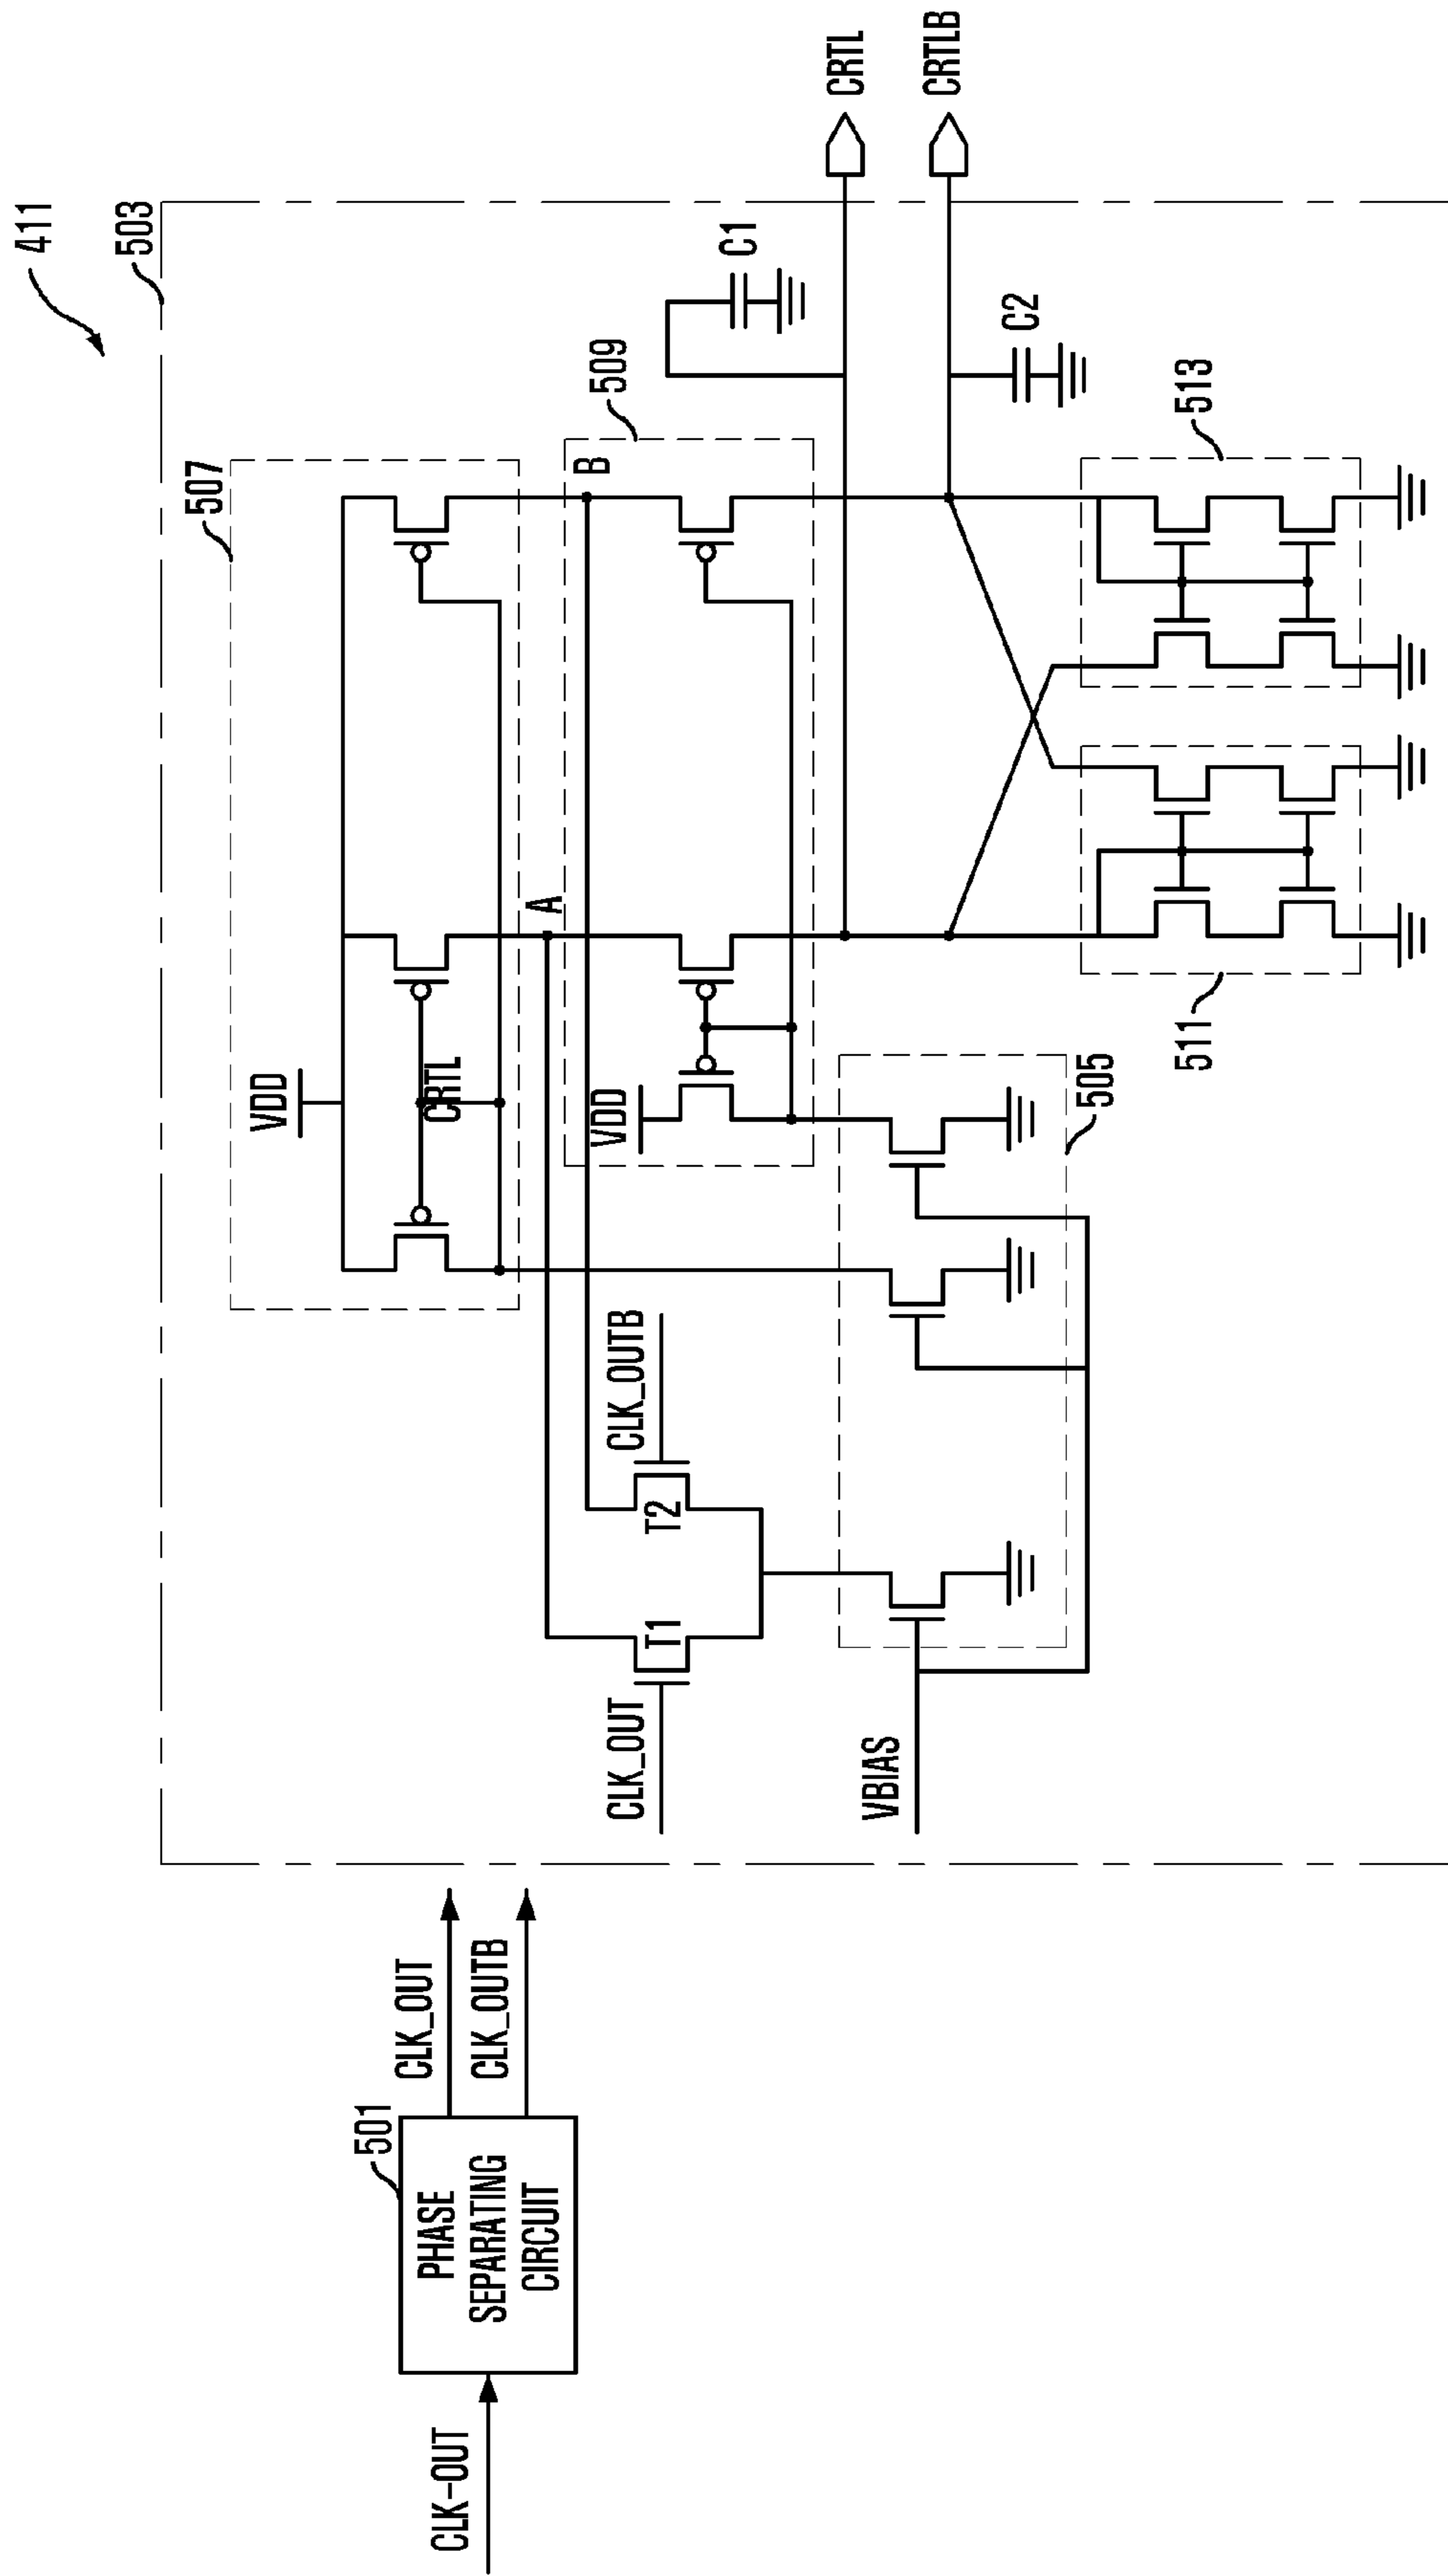 411
503
507
VDD
CRTL
A
509
B
C1
CRTL
CRTLB
C2
VDD
CLK_OUT
T1
T2
CLK_OUTB
VBIAS
505
511
513
501
PHASE
SEPARATING
CIRCUIT
CLK-OUT
CLK_OUT
CLK_OUTB